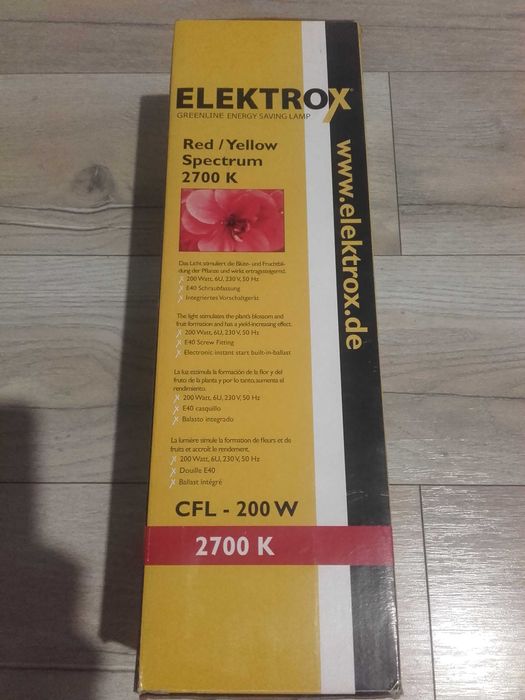 ELEKTROX®
GREENLINE ENERGY SAVING LAMP
Red / Yellow
Spectrum
2700 K
www.elektrox.de
Das Licht stimuliert die Blüte- und Fruchtbil-
dung der Pflanze und wirkt ertragssteigernd.
200 Watt, 6U, 230 V, 50 Hz
E40 Schraubfassung
Integriertes Vorschaltgerät
The light stimulates the plant's blossom and
fruit formation and has a yield-increasing effect.
200 Watt, 6U, 230 V, 50 Hz
E40 Screw Fitting
Electronic instant start built-in-ballast
La luz estimula la formación de la flor y del
fruto de la planta y por lo tanto, aumenta el
rendimiento.
200 Watt, 6U, 230 V, 50 Hz
E40 casquillo
Balasto integrado
La lumière simule la formation de fleurs et de
fruits et accroît le rendement.
200 Watt, 6U, 230 V, 50 Hz
Douille E40
Ballast intégré
CFL - 200 W
2700 K